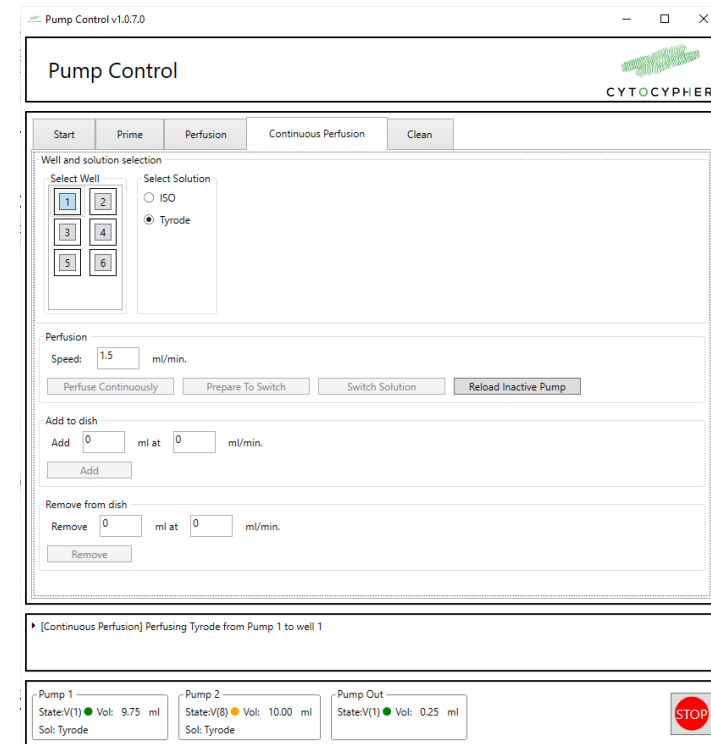 Pump Control v1.0.7.0
Pump Control
CYTOCYPHER
Start Prime Perfusion Continuous Perfusion Clean
Well and solution selection
Select Well Select Solution
1 2 ISO
Tyrode
3 4
5 6
Perfusion
Speed: 1.5 ml/min.
Perfuse Continuously Prepare To Switch Switch Solution Reload Inactive Pump
Add to dish
Add 0 ml at 0 ml/min.
Add
Remove from dish
Remove 0 ml at 0 ml/min.
Remove
[Continuous Perfusion] Perfusing Tyrode from Pump 1 to well 1
Pump 1 Pump 2 Pump Out
State:V(1) Vol: 9.75 ml State:V(8) Vol: 10.00 ml State:V(1) Vol: 0.25 ml
STOP
Sol: Tyrode Sol: Tyrode